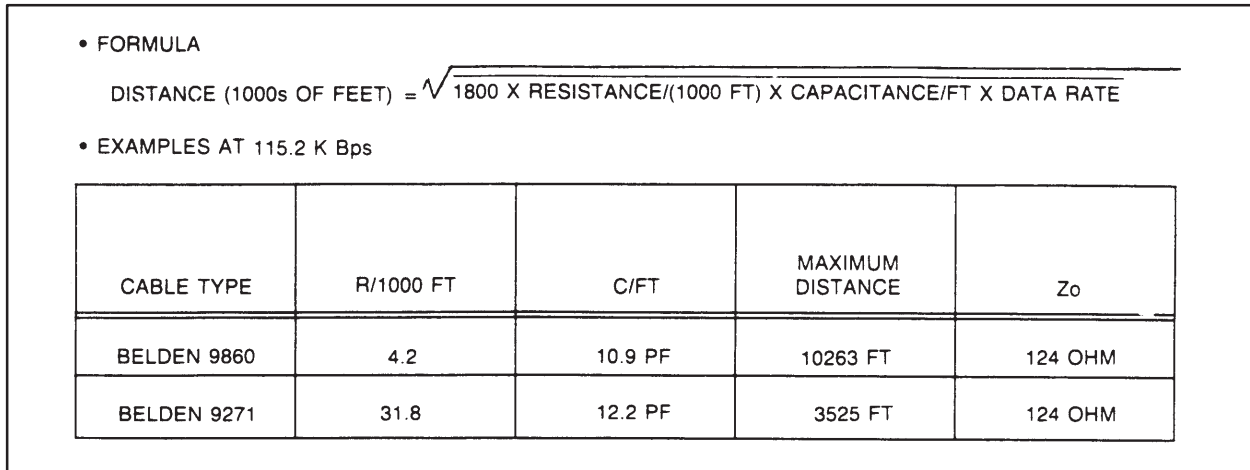 • FORMULA
DISTANCE (1000s OF FEET) = √1800 X RESISTANCE/(1000 FT) X CAPACITANCE/FT X DATA RATE
• EXAMPLES AT 115.2 K Bps
CABLE TYPE R/1000 FT C/FT MAXIMUM DISTANCE Zo
BELDEN 9860 4.2 10.9 PF 10263 FT 124 OHM
BELDEN 9271 31.8 12.2 PF 3525 FT 124 OHM